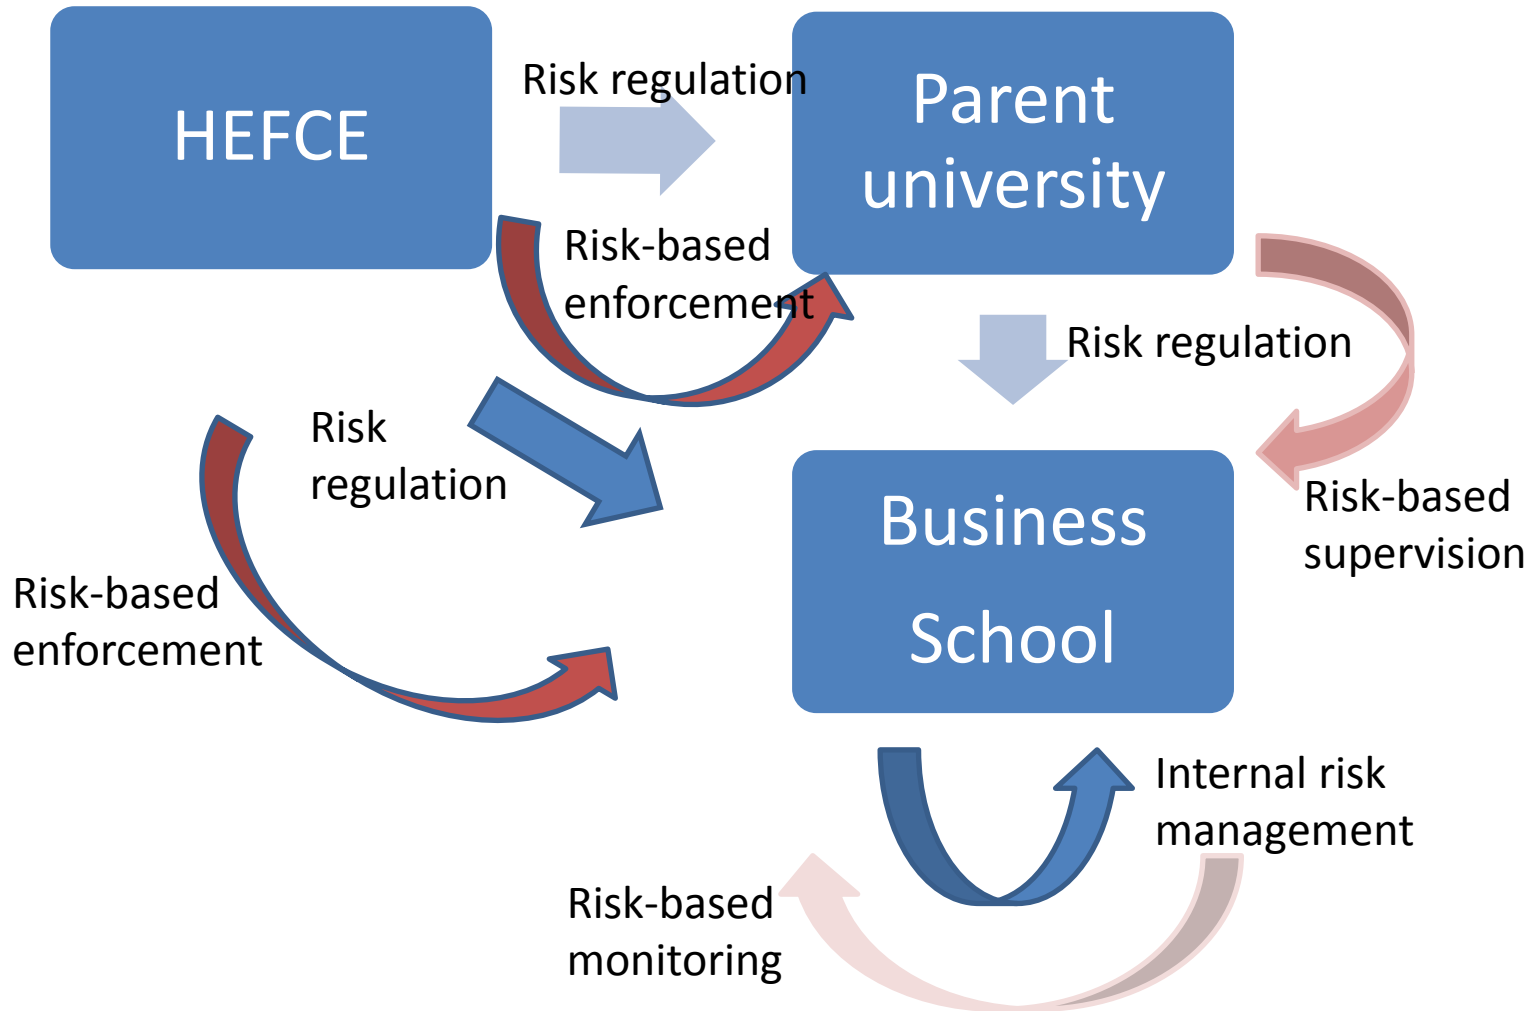 HEFCE
Risk regulation
Parent
university
Risk-based
enforcement
Risk regulation
Risk
regulation
Risk-based
supervision
Business
School
Risk-based
enforcement
Internal risk
management
Risk-based
monitoring